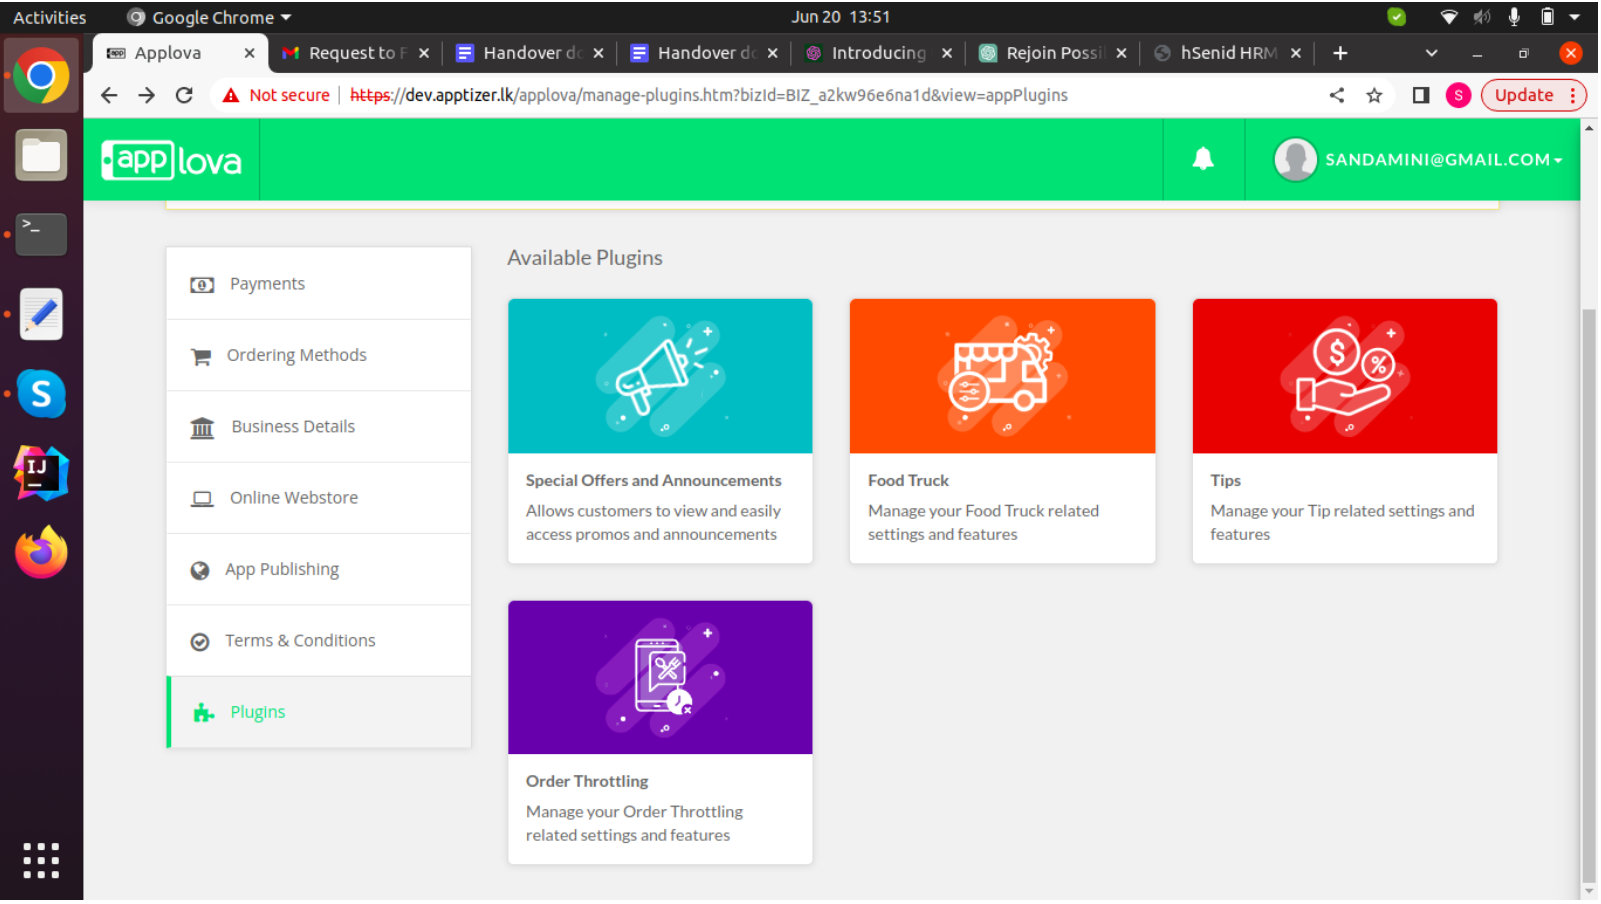 Activities
Google Chrome
Jun 20 13:51
Applova
Request to F
Handover do
Handover do
Introducing
Rejoin Possi
hSenid HRM
Not secure
https://dev.apptizer.lk/applova/manage-plugins.htm?bizId=BIZ_a2kw96e6na1d&view=appPlugins
S
Update
applova
SANDAMINI@GMAIL.COM
Payments
Ordering Methods
Business Details
Online Webstore
App Publishing
Terms & Conditions
Plugins
Available Plugins
Special Offers and Announcements
Allows customers to view and easily
access promos and announcements
Food Truck
Manage your Food Truck related
settings and features
Tips
Manage your Tip related settings and
features
Order Throttling
Manage your Order Throttling
related settings and features
>_
S
IJ